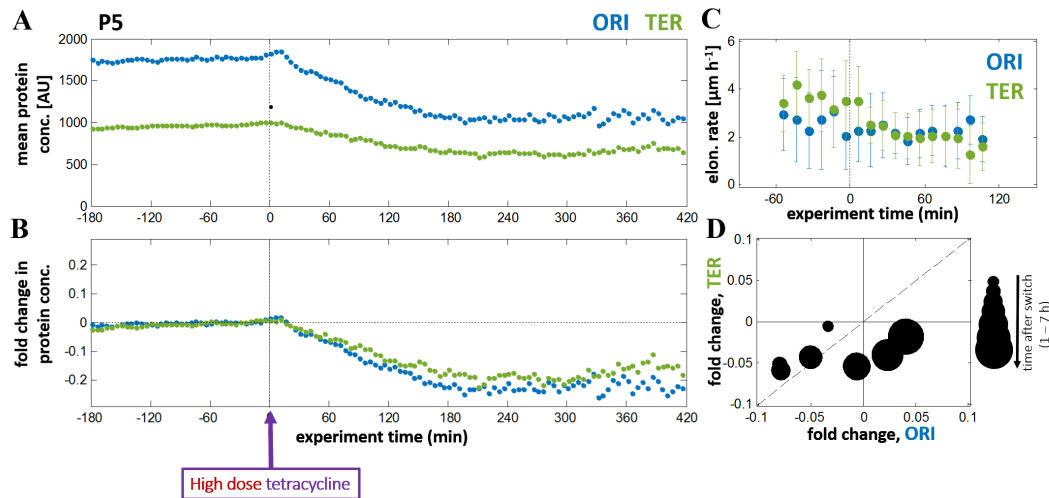 A
P5
ORI TER
mean protein
conc. [AU]
2000
1500
1000
500
0
-180 -120 -60 0 60 120 180 240 300 360 420
B
fold change in
protein conc.
0.2
0.1
0
-0.1
-0.2
-180 -120 -60 0 60 120 180 240 300 360 420
experiment time (min)
High dose tetracycline
C
elon. rate [µm h⁻¹]
6
4
2
0
ORI
TER
-60 0 60 120
experiment time (min)
D
fold change, TER
0.1
0.05
0
-0.05
-0.1
-0.1 -0.05 0 0.05 0.1
fold change, ORI
time after switch
(1 – 7 h)